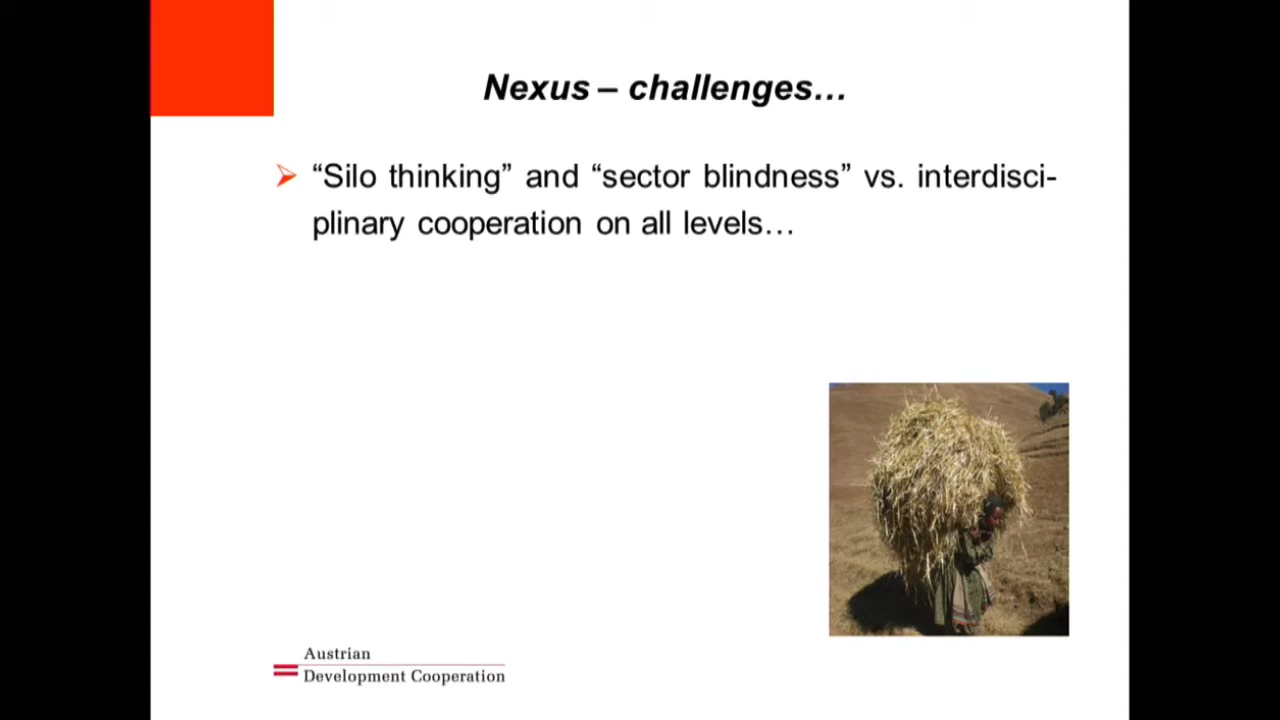 Nexus – challenges…
“Silo thinking” and “sector blindness” vs. interdisci-
plinary cooperation on all levels…
Austrian
Development Cooperation